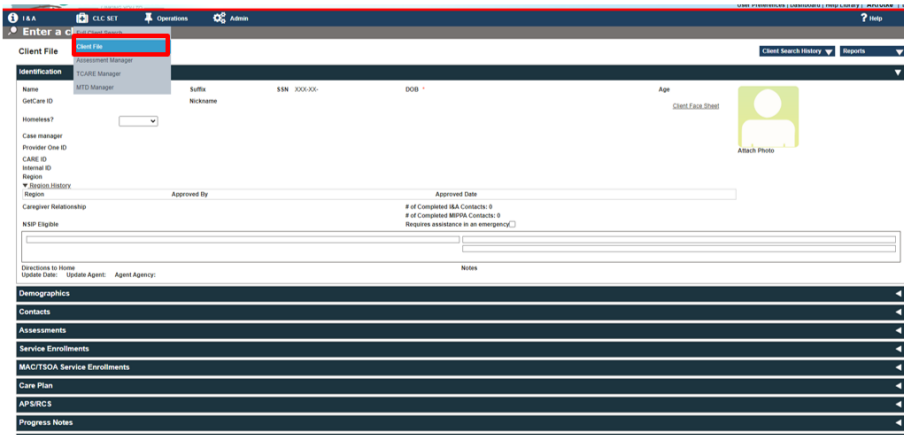 User Preferences | Dashboard | Help Library |
I & A CLC SET Operations Admin ? Help
Enter a c Full Client Search
Client File
Client File
Client Search History Reports
Assessment Manager
Identification
TCARE Manager
MTD Manager
Name Suffix SSN XXX-XX- DOB * Age
GetCare ID Nickname Client Face Sheet
Homeless?
Case manager
Provider One ID
Attach Photo
CARE ID
Internal ID
Region
Region History
Region Approved By Approved Date
Caregiver Relationship # of Completed I&A Contacts: 0
# of Completed MIPPA Contacts: 0
NSIP Eligible Requires assistance in an emergency
Directions to Home Notes
Update Date: Update Agent: Agent Agency:
Demographics
Contacts
Assessments
Service Enrollments
MAC/TSOA Service Enrollments
Care Plan
APS/RCS
Progress Notes